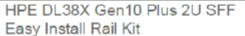 HPE DL38X Gen10 Plus 2U SFF
Easy Install Rail Kit